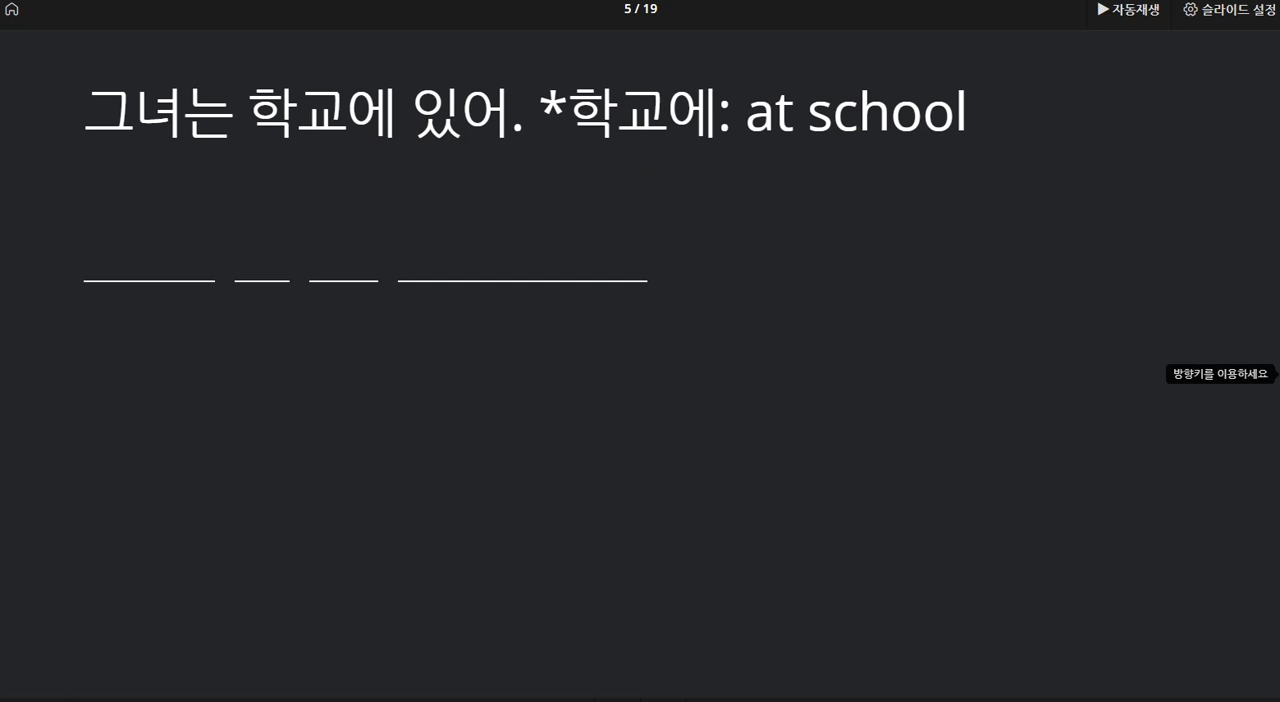 5 / 19
▶ 자동재생
슬라이드 설정
그녀는 학교에 있어. *학교에: at school
방향키를 이용하세요